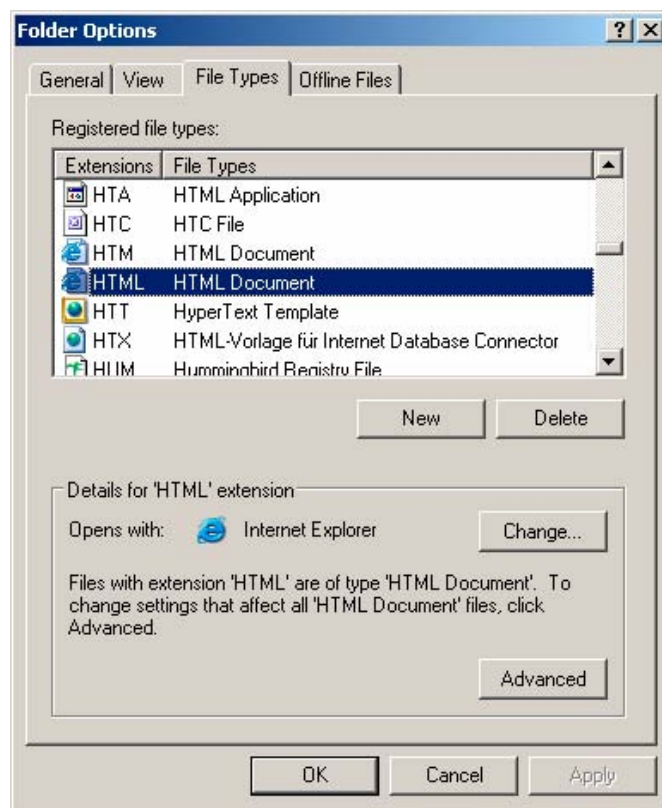 Folder Options
General View File Types Offline Files
Registered file types:
Extensions File Types
HTA HTML Application
HTC HTC File
HTM HTML Document
HTML HTML Document
HTT HyperText Template
HTX HTML-Vorlage für Internet Database Connector
HUM Hummingbird Registry File
New Delete
Details for 'HTML' extension
Opens with: Internet Explorer Change...
Files with extension 'HTML' are of type 'HTML Document'. To
change settings that affect all 'HTML Document' files, click
Advanced.
Advanced
OK Cancel Apply